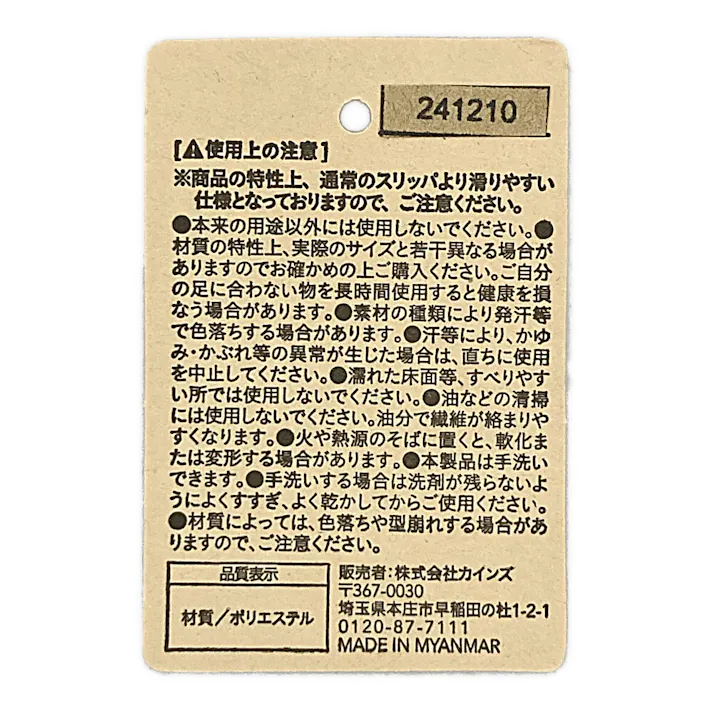 241210
[⚠使用上の注意]
※商品の特性上、通常のスリッパより滑りやすい
仕様となっておりますので、ご注意ください。
●本来の用途以外には使用しないでください。●
材質の特性上、実際のサイズと若干異なる場合が
ありますのでお確かめの上ご購入ください。ご自分
の足に合わない物を長時間使用すると健康を損
なう場合があります。●素材の種類により発汗等
で色落ちする場合があります。●汗等により、かゆ
み・かぶれ等の異常が生じた場合は、直ちに使用
を中止してください。●濡れた床面等、すべりやす
い所では使用しないでください。●油などの清掃
には使用しないでください。油分で繊維が絡まりや
すくなります。●火や熱源のそばに置くと、軟化ま
たは変形する場合があります。●本製品は手洗い
できます。●手洗いする場合は洗剤が残らないよ
うによくすすぎ、よく乾かしてからご使用ください。
●材質によっては、色落ちや型崩れする場合があ
りますので、ご注意ください。
品質表示
材質/ポリエステル
販売者:株式会社カインズ
〒367-0030
埼玉県本庄市早稲田の杜1-2-1
0120-87-7111
MADE IN MYANMAR